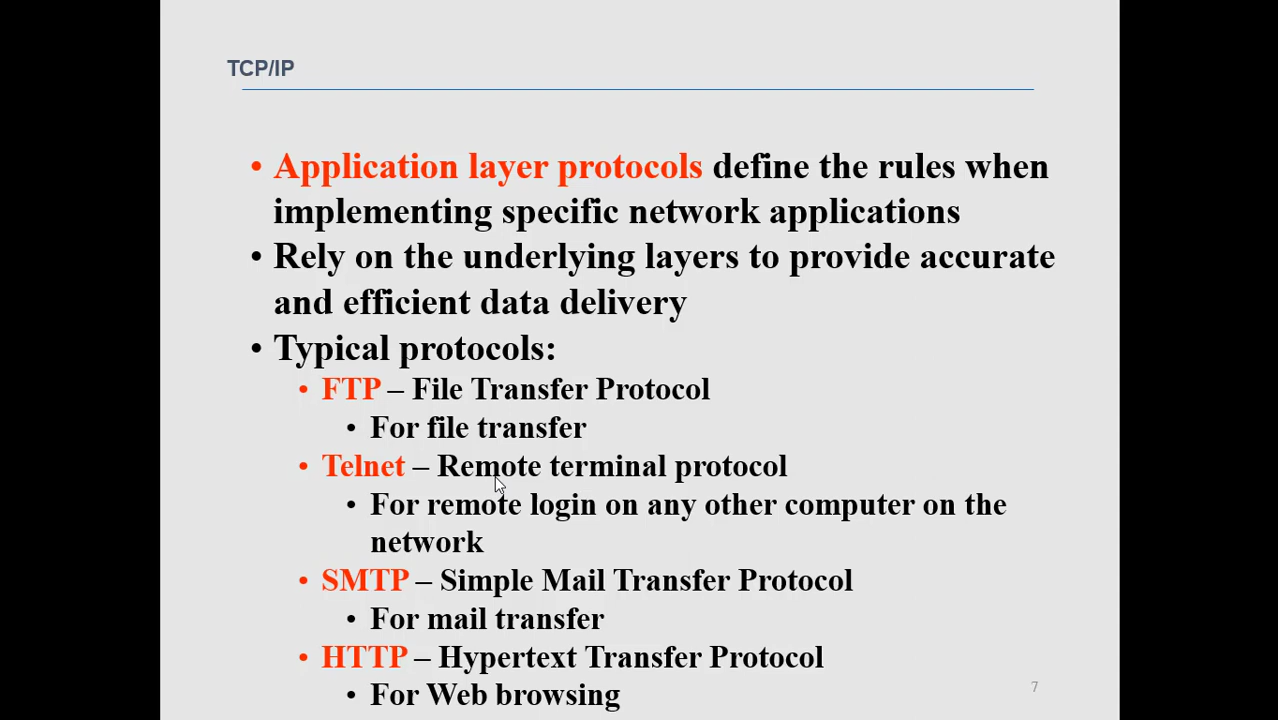 TCP/IP
• Application layer protocols define the rules when
implementing specific network applications
• Rely on the underlying layers to provide accurate
and efficient data delivery
• Typical protocols:
• FTP – File Transfer Protocol
• For file transfer
• Telnet – Remote terminal protocol
• For remote login on any other computer on the
network
• SMTP – Simple Mail Transfer Protocol
• For mail transfer
• HTTP – Hypertext Transfer Protocol
• For Web browsing
7